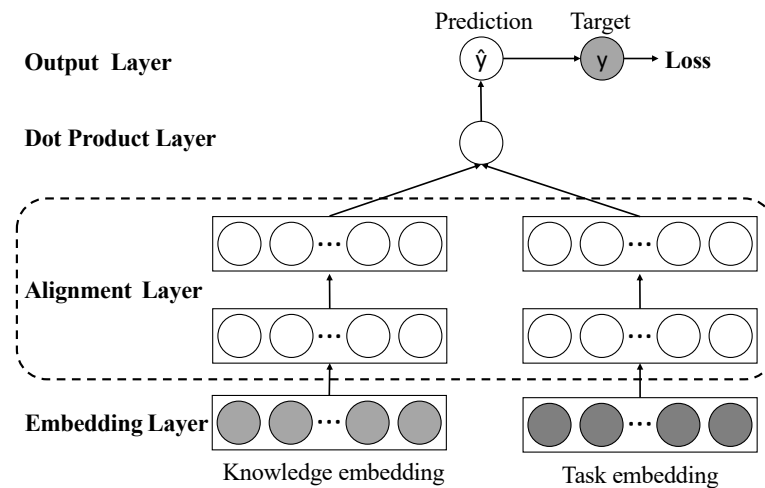 Prediction Target
Output Layer ŷ y Loss
Dot Product Layer
...
...
Alignment Layer
...
...
Embedding Layer ... ...
Knowledge embedding Task embedding